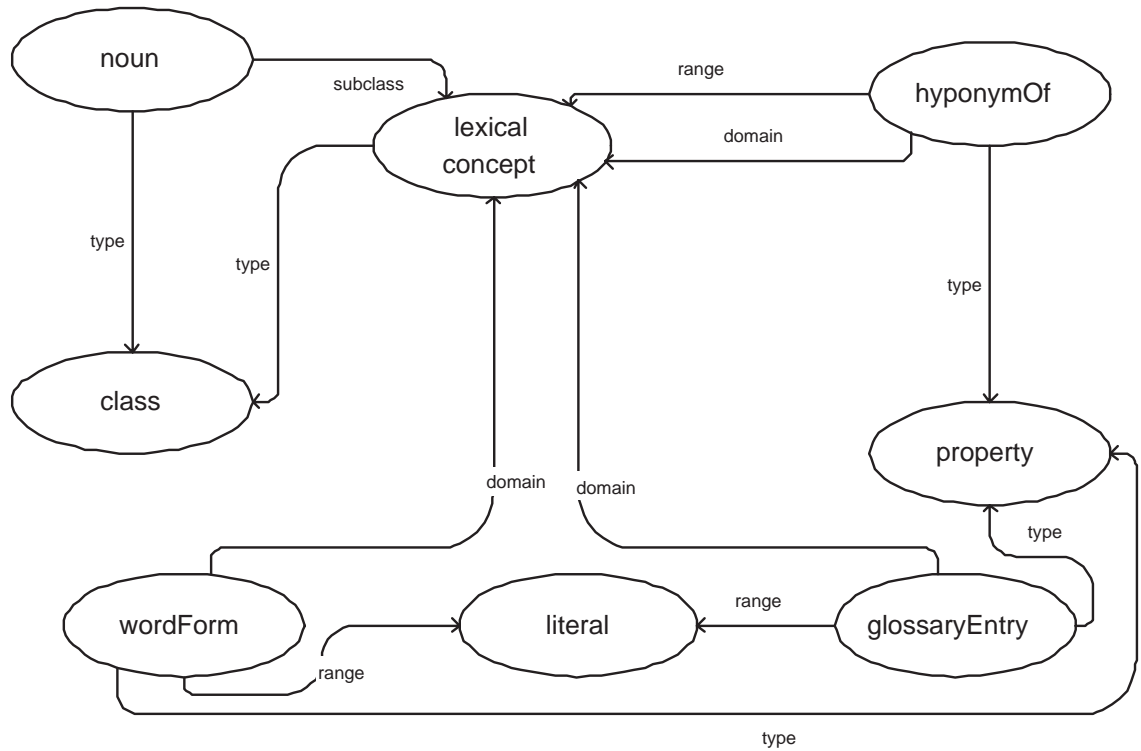 noun
subclass
range
hyponymOf
lexical
concept
domain
type
type
type
class
property
domain
domain
type
wordForm
range
literal
range
glossaryEntry
type